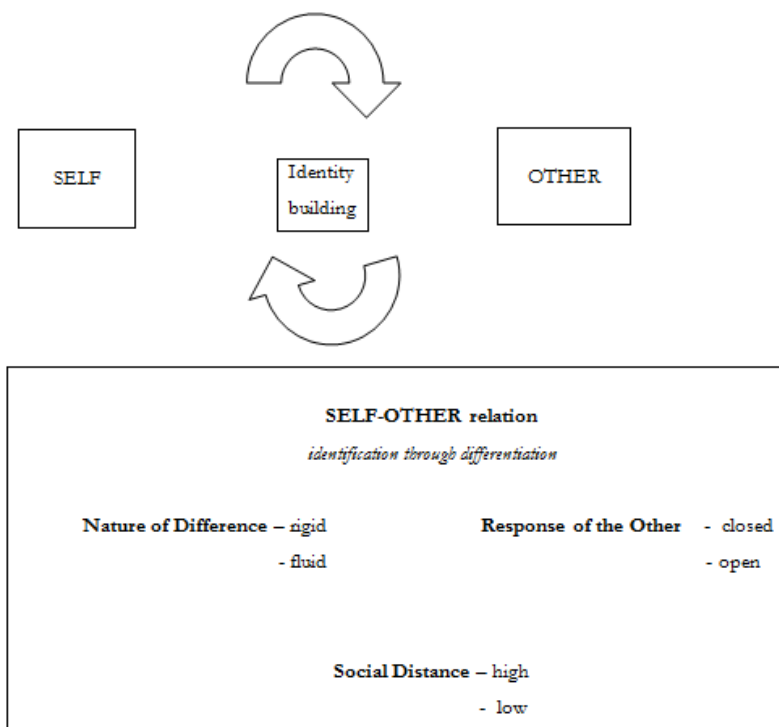 SELF
Identity
building
OTHER
SELF-OTHER relation
identification through differentiation
Nature of Difference – rigid
- fluid
Response of the Other - closed
- open
Social Distance – high
- low